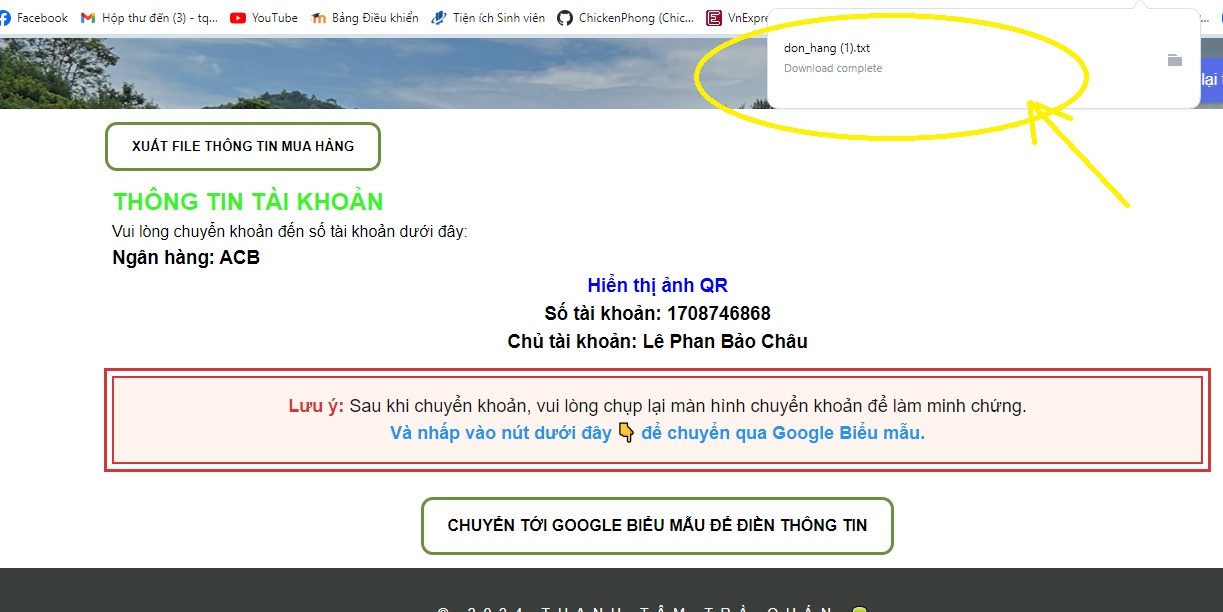 Facebook Hộp thư đến (3) - tq... YouTube Bảng Điều khiển Tiện ích Sinh viên ChickenPhong (Chic... VnExpre
don_hang (1).txt
Download complete
lại
XUẤT FILE THÔNG TIN MUA HÀNG
THÔNG TIN TÀI KHOẢN
Vui lòng chuyển khoản đến số tài khoản dưới đây:
Ngân hàng: ACB
Hiển thị ảnh QR
Số tài khoản: 1708746868
Chủ tài khoản: Lê Phan Bảo Châu
Lưu ý: Sau khi chuyển khoản, vui lòng chụp lại màn hình chuyển khoản để làm minh chứng.
Và nhấp vào nút dưới đây 👇 để chuyển qua Google Biểu mẫu.
CHUYỂN TỚI GOOGLE BIỂU MẪU ĐỂ ĐIỀN THÔNG TIN
© 2024 THANH TÂM TRÀ QUÁN